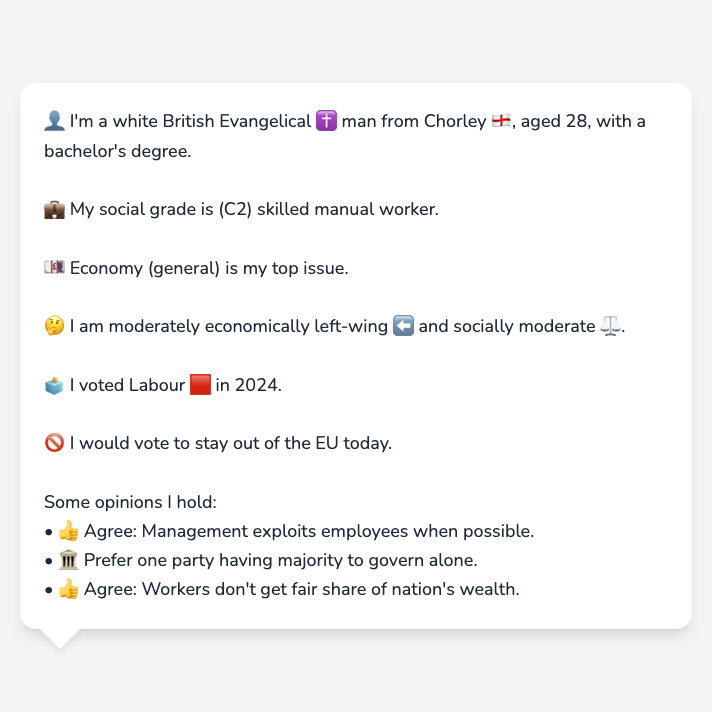 👤 I'm a white British Evangelical ✝️ man from Chorley 🏴󠁧󠁢󠁥󠁮󠁧󠁿, aged 28, with a
bachelor's degree.
💼 My social grade is (C2) skilled manual worker.
💷 Economy (general) is my top issue.
🤔 I am moderately economically left-wing ⬅️ and socially moderate ⚖️.
🗳️ I voted Labour 🟥 in 2024.
🚫 I would vote to stay out of the EU today.
Some opinions I hold:
• 👍 Agree: Management exploits employees when possible.
• 🏛️ Prefer one party having majority to govern alone.
• 👍 Agree: Workers don't get fair share of nation's wealth.